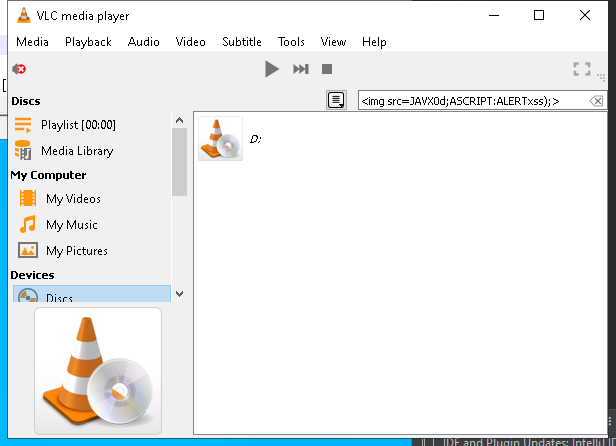 VLC media player
Media Playback Audio Video Subtitle Tools View Help
Discs
<img src=JAVX0d;ASCRIPT:ALERTxss);>
Playlist [00:00]
Media Library
My Computer
My Videos
My Music
My Pictures
Devices
Discs
D:
IDE and Plugin Updates: IntelliJ